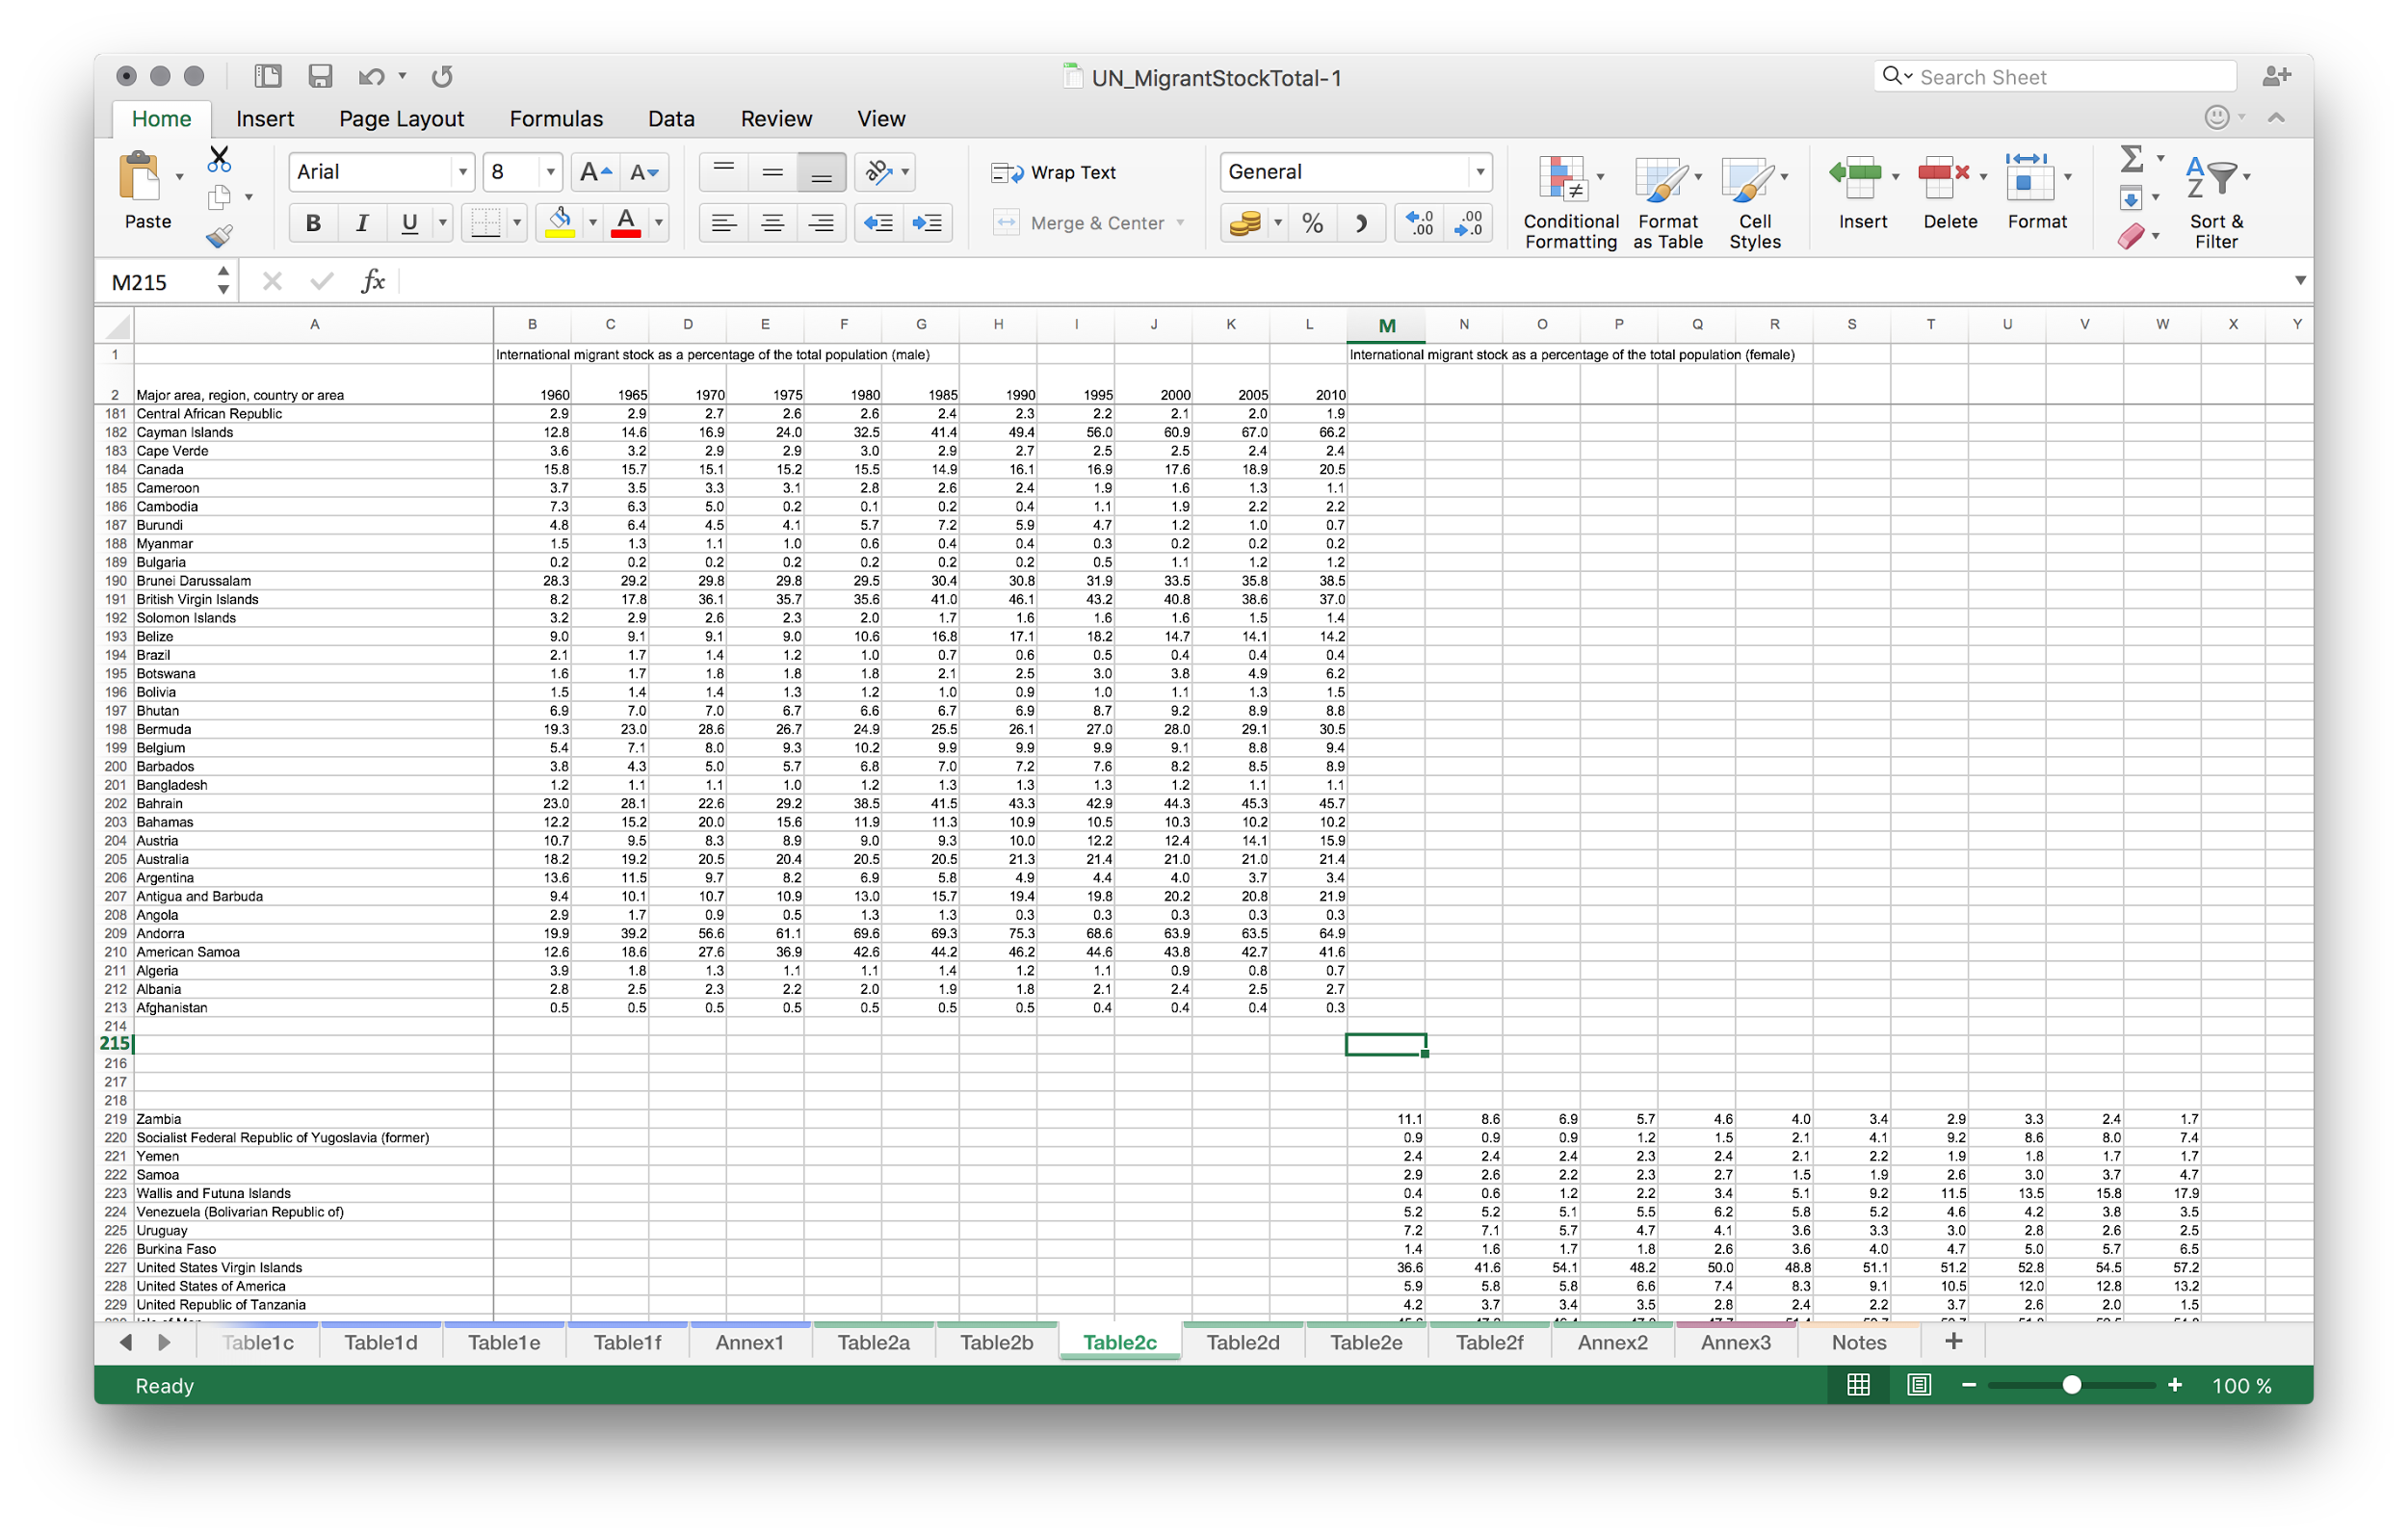 UN_MigrantStockTotal-1
Search Sheet
Home Insert Page Layout Formulas Data Review View
Paste
Arial 8 A A
B I U A
Wrap Text
Merge & Center
General
% .0 .00 .00 .0
Conditional Formatting
Format as Table
Cell Styles
Insert Delete Format
Sort & Filter
M215 fx
A B C D E F G H I J K L M N O P Q R S T U V W X Y
1 International migrant stock as a percentage of the total population (male) International migrant stock as a percentage of the total population (female)
2 Major area, region, country or area 1960 1965 1970 1975 1980 1985 1990 1995 2000 2005 2010
181 Central African Republic 2.9 2.9 2.7 2.6 2.6 2.4 2.3 2.2 2.1 2.0 1.9
182 Cayman Islands 12.8 14.6 16.9 24.0 32.5 41.4 49.4 56.0 60.9 67.0 66.2
183 Cape Verde 3.6 3.2 2.9 2.9 3.0 2.9 2.7 2.5 2.5 2.4 2.4
184 Canada 15.8 15.7 15.1 15.2 15.5 14.9 16.1 16.9 17.6 18.9 20.5
185 Cameroon 3.7 3.5 3.3 3.1 2.8 2.6 2.4 1.9 1.6 1.3 1.1
186 Cambodia 7.3 6.3 5.0 0.2 0.1 0.2 0.4 1.1 1.9 2.2 2.2
187 Burundi 4.8 6.4 4.5 4.1 5.7 7.2 5.9 4.7 1.2 1.0 0.7
188 Myanmar 1.5 1.3 1.1 1.0 0.6 0.4 0.4 0.3 0.2 0.2 0.2
189 Bulgaria 0.2 0.2 0.2 0.2 0.2 0.2 0.2 0.5 1.1 1.2 1.2
190 Brunei Darussalam 28.3 29.2 29.8 29.8 29.5 30.4 30.8 31.9 33.5 35.8 38.5
191 British Virgin Islands 8.2 17.8 36.1 35.7 35.6 41.0 46.1 43.2 40.8 38.6 37.0
192 Solomon Islands 3.2 2.9 2.6 2.3 2.0 1.7 1.6 1.6 1.6 1.5 1.4
193 Belize 9.0 9.1 9.1 9.0 10.6 16.8 17.1 18.2 14.7 14.1 14.2
194 Brazil 2.1 1.7 1.4 1.2 1.0 0.7 0.6 0.5 0.4 0.4 0.4
195 Botswana 1.6 1.7 1.8 1.8 1.8 2.1 2.5 3.0 3.8 4.9 6.2
196 Bolivia 1.5 1.4 1.4 1.3 1.2 1.0 0.9 1.0 1.1 1.3 1.5
197 Bhutan 6.9 7.0 7.0 6.7 6.6 6.7 6.9 8.7 9.2 8.9 8.8
198 Bermuda 19.3 23.0 28.6 26.7 24.9 25.5 26.1 27.0 28.0 29.1 30.5
199 Belgium 5.4 7.1 8.0 9.3 10.2 9.9 9.9 9.9 9.1 8.8 9.4
200 Barbados 3.8 4.3 5.0 5.7 6.8 7.0 7.2 7.6 8.2 8.5 8.9
201 Bangladesh 1.2 1.1 1.1 1.0 1.2 1.3 1.3 1.3 1.2 1.1 1.1
202 Bahrain 23.0 28.1 22.6 29.2 38.5 41.5 43.3 42.9 44.3 45.3 45.7
203 Bahamas 12.2 15.2 20.0 15.6 11.9 11.3 10.9 10.5 10.3 10.2 10.2
204 Austria 10.7 9.5 8.3 8.9 9.0 9.3 10.0 12.2 12.4 14.1 15.9
205 Australia 18.2 19.2 20.5 20.4 20.5 20.5 21.3 21.4 21.0 21.0 21.4
206 Argentina 13.6 11.5 9.7 8.2 6.9 5.8 4.9 4.4 4.0 3.7 3.4
207 Antigua and Barbuda 9.4 10.1 10.7 10.9 13.0 15.7 19.4 19.8 20.2 20.8 21.9
208 Angola 2.9 1.7 0.9 0.5 1.3 1.3 0.3 0.3 0.3 0.3 0.3
209 Andorra 19.9 39.2 56.6 61.1 69.6 69.3 75.3 68.6 63.9 63.5 64.9
210 American Samoa 12.6 18.6 27.6 36.9 42.6 44.2 46.2 44.6 43.8 42.7 41.6
211 Algeria 3.9 1.8 1.3 1.1 1.1 1.4 1.2 1.1 0.9 0.8 0.7
212 Albania 2.8 2.5 2.3 2.2 2.0 1.9 1.8 2.1 2.4 2.5 2.7
213 Afghanistan 0.5 0.5 0.5 0.5 0.5 0.5 0.5 0.4 0.4 0.4 0.3
214
215
216
217
218
219 Zambia 11.1 8.6 6.9 5.7 4.6 4.0 3.4 2.9 3.3 2.4 1.7
220 Socialist Federal Republic of Yugoslavia (former) 0.9 0.9 0.9 1.2 1.5 2.1 4.1 9.2 8.6 8.0 7.4
221 Yemen 2.4 2.4 2.4 2.3 2.4 2.1 2.2 1.9 1.8 1.7 1.7
222 Samoa 2.9 2.6 2.2 2.3 2.7 1.5 1.9 2.6 3.0 3.7 4.7
223 Wallis and Futuna Islands 0.4 0.6 1.2 2.2 3.4 5.1 9.2 11.5 13.5 15.8 17.9
224 Venezuela (Bolivarian Republic of) 5.2 5.2 5.1 5.5 6.2 5.8 5.2 4.6 4.2 3.8 3.5
225 Uruguay 7.2 7.1 5.7 4.7 4.1 3.6 3.3 3.0 2.8 2.6 2.5
226 Burkina Faso 1.4 1.6 1.7 1.8 2.6 3.6 4.0 4.7 5.0 5.7 6.5
227 United States Virgin Islands 36.6 41.6 54.1 48.2 50.0 48.8 51.1 51.2 52.8 54.5 57.2
228 United States of America 5.9 5.8 5.8 6.6 7.4 8.3 9.1 10.5 12.0 12.8 13.2
229 United Republic of Tanzania 4.2 3.7 3.4 3.5 2.8 2.4 2.2 3.7 2.6 2.0 1.5
Table1c Table1d Table1e Table1f Annex1 Table2a Table2b Table2c Table2d Table2e Table2f Annex2 Annex3 Notes +
Ready 100 %